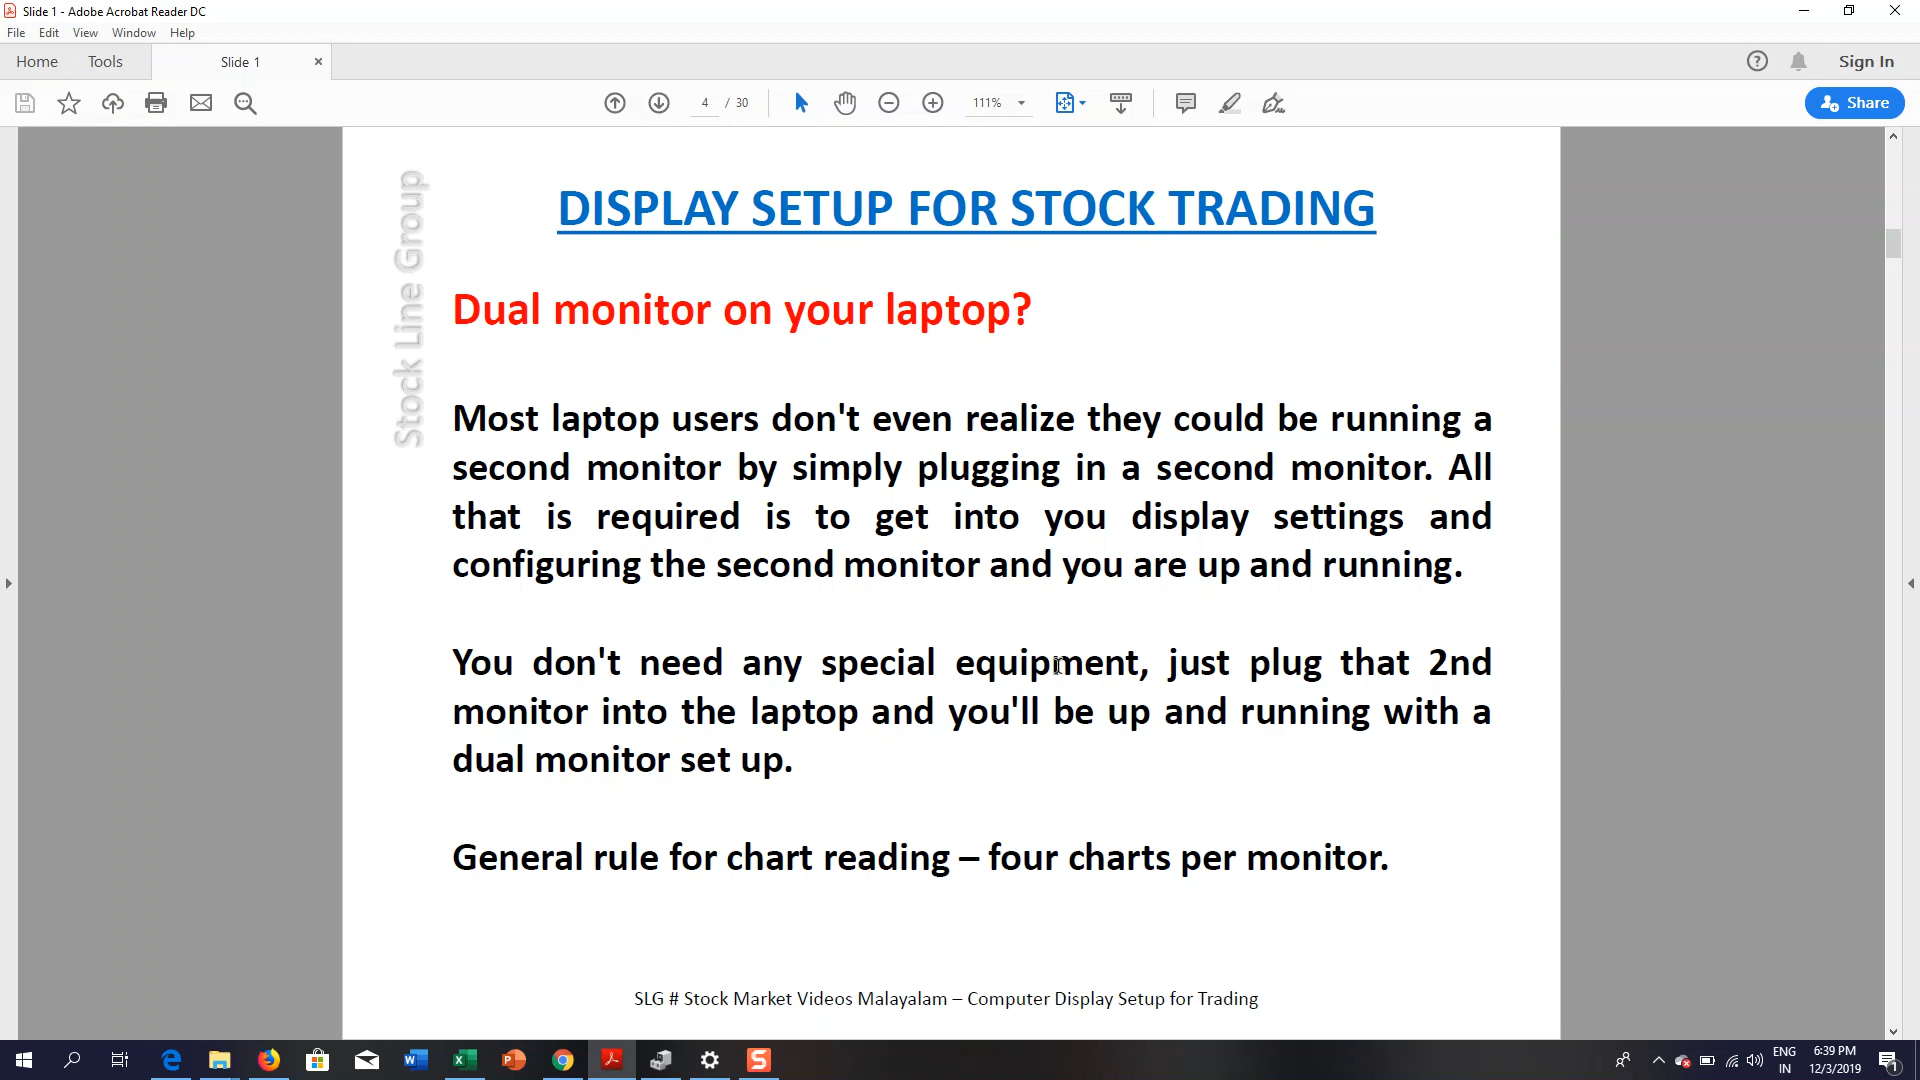 Slide 1 - Adobe Acrobat Reader DC
File Edit View Window Help
Home Tools Slide 1 Sign In
4 / 30 111% Share
Stock Line Group
DISPLAY SETUP FOR STOCK TRADING
Dual monitor on your laptop?
Most laptop users don't even realize they could be running a
second monitor by simply plugging in a second monitor. All
that is required is to get into you display settings and
configuring the second monitor and you are up and running.
You don't need any special equipment, just plug that 2nd
monitor into the laptop and you'll be up and running with a
dual monitor set up.
General rule for chart reading – four charts per monitor.
SLG # Stock Market Videos Malayalam – Computer Display Setup for Trading
ENG 6:39 PM
IN 12/3/2019 1